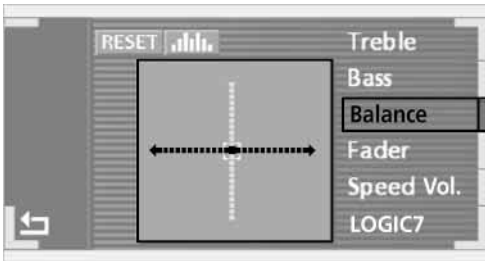 RESET
Treble
Bass
Balance
Fader
Speed Vol.
LOGIC7